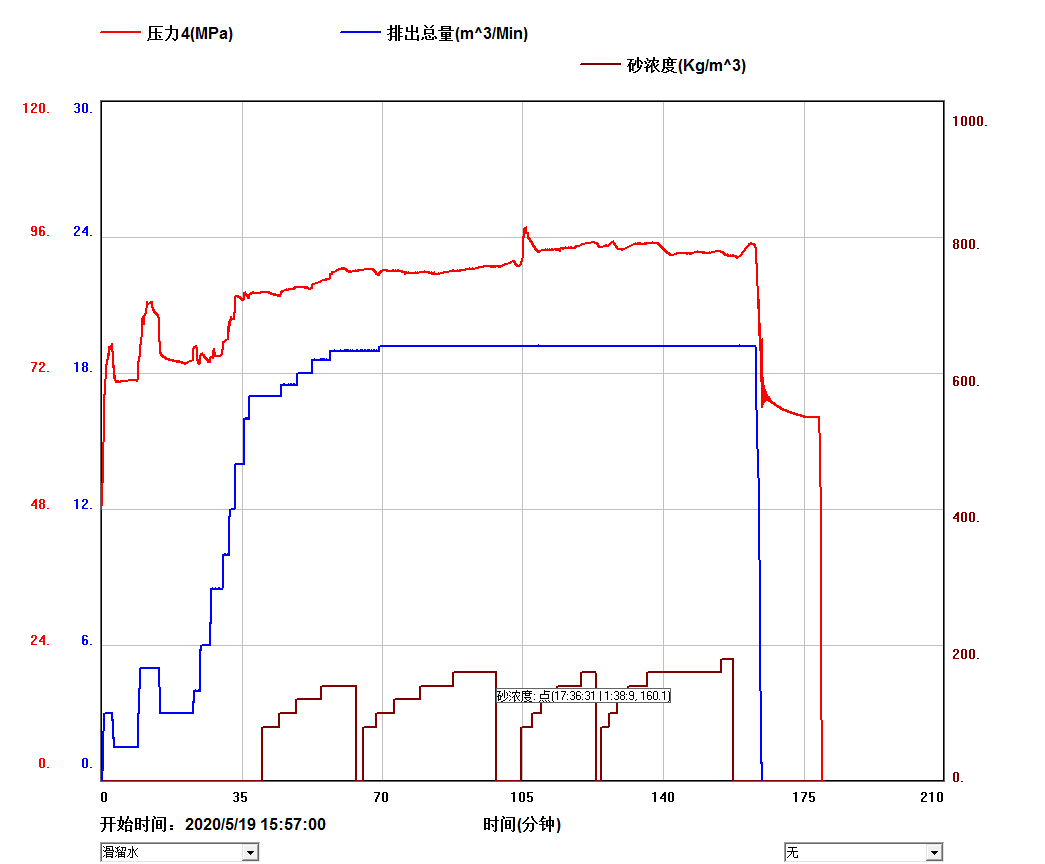 压力4(MPa) 排出总量(m^3/Min)
砂浓度(Kg/m^3)
120. 30.
1000.
96. 24.
800.
72. 18.
600.
48. 12.
400.
24. 6.
200.
砂浓度: 点(17:36:31 | 1:38:9, 160.1)
0. 0.
0.
0 35 70 105 140 175 210
开始时间：2020/5/19 15:57:00 时间(分钟)
滑溜水 无